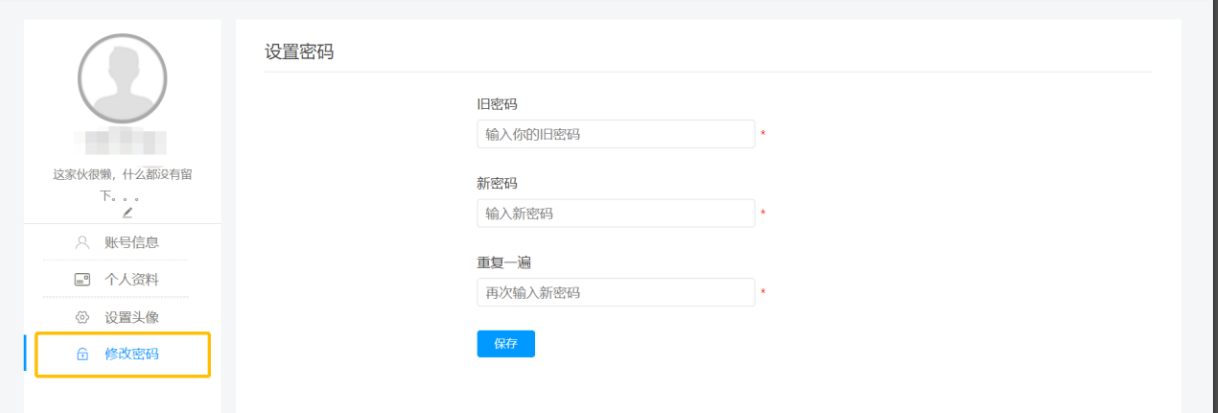 这家伙很懒，什么都没有留
下。。。
账号信息
个人资料
设置头像
修改密码
设置密码
旧密码
输入你的旧密码 *
新密码
输入新密码 *
重复一遍
再次输入新密码 *
保存